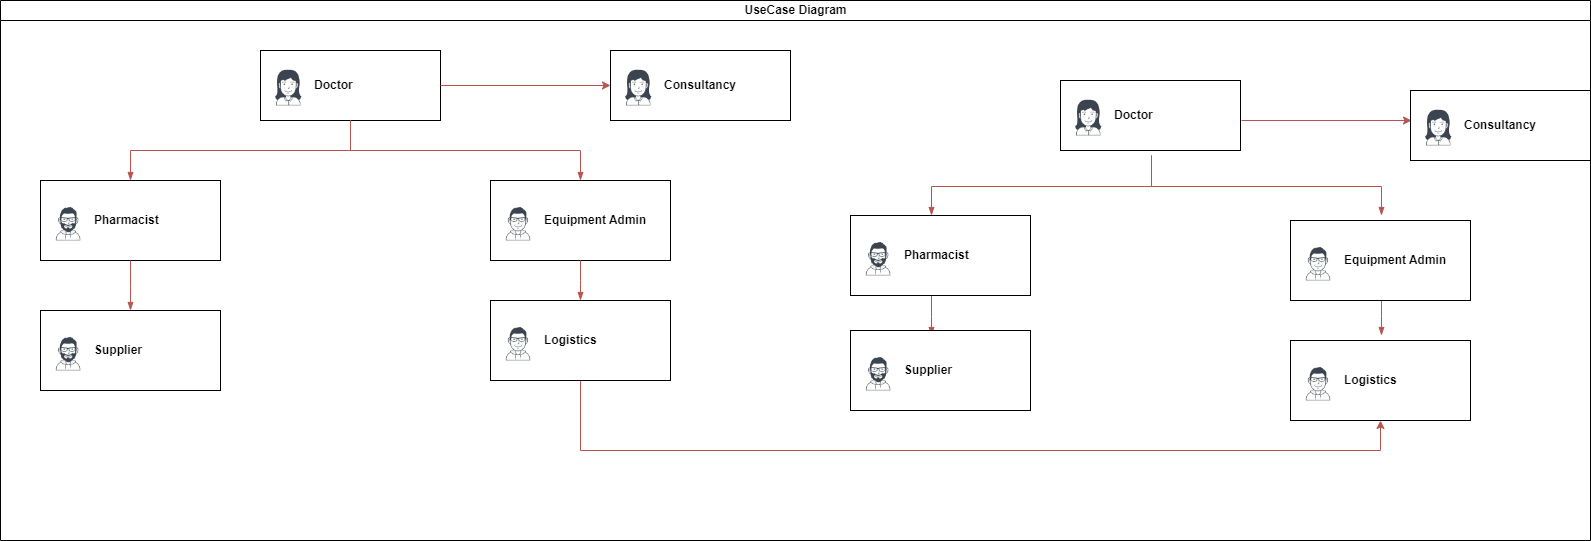 UseCase Diagram
Doctor
Consultancy
Pharmacist
Equipment Admin
Supplier
Logistics
Doctor
Consultancy
Pharmacist
Equipment Admin
Supplier
Logistics